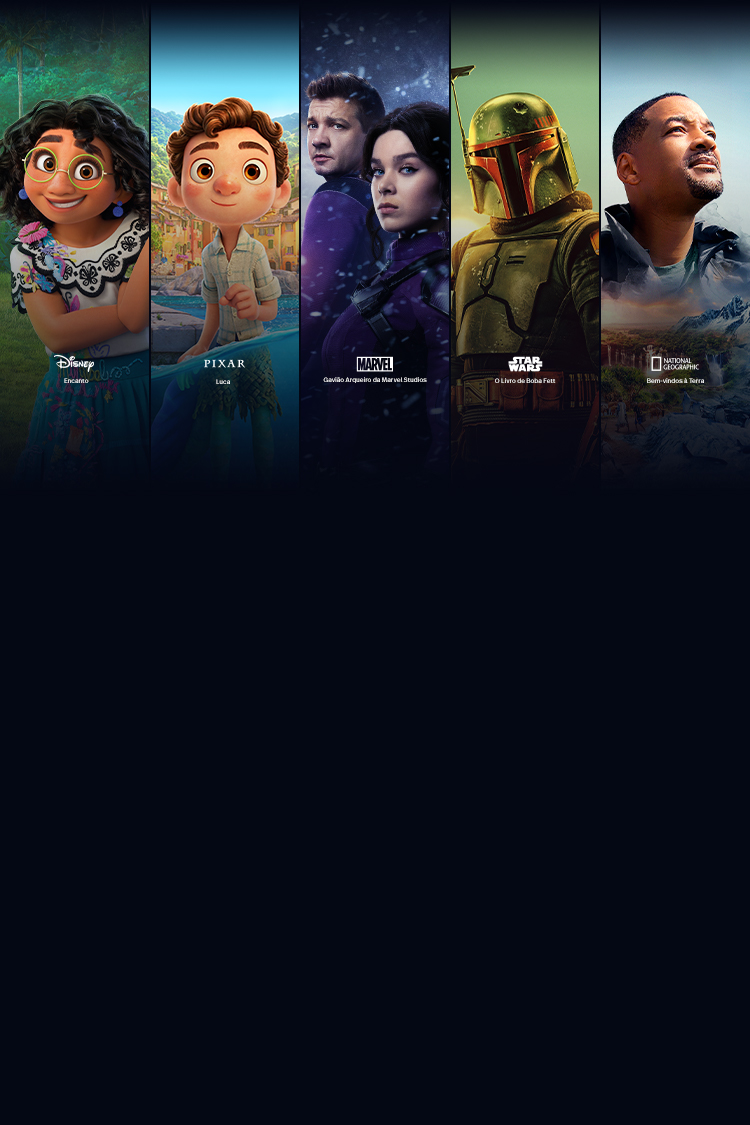 Disney
Encanto
PIXAR
Luca
MARVEL
Gavião Arqueiro da Marvel Studios
STAR
WARS
O Livro de Boba Fett
NATIONAL
GEOGRAPHIC
Bem-vindos à Terra